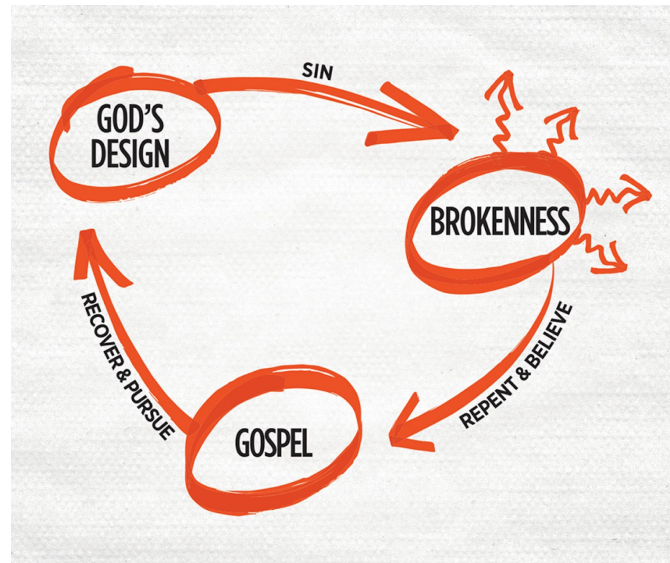 SIN
GOD'S
DESIGN
BROKENNESS
REPENT & BELIEVE
GOSPEL
RECOVER & PURSUE